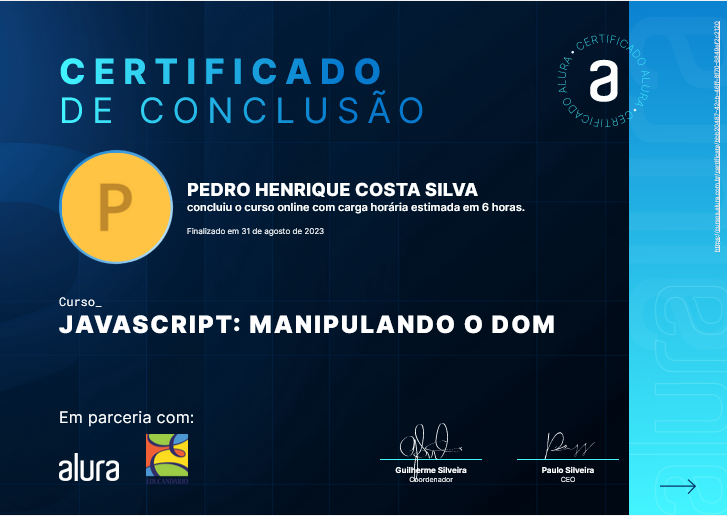 CERTIFICADO
DE CONCLUSÃO
CERTIFICADO ALURA • CERTIFICADO ALURA •
a
P
PEDRO HENRIQUE COSTA SILVA
concluiu o curso online com carga horária estimada em 6 horas.
Finalizado em 31 de agosto de 2023
Curso_
JAVASCRIPT: MANIPULANDO O DOM
Em parceria com:
alura
EDUCANDÁRIO
Guilherme Silveira
Coordenador
Paulo Silveira
CEO
alura